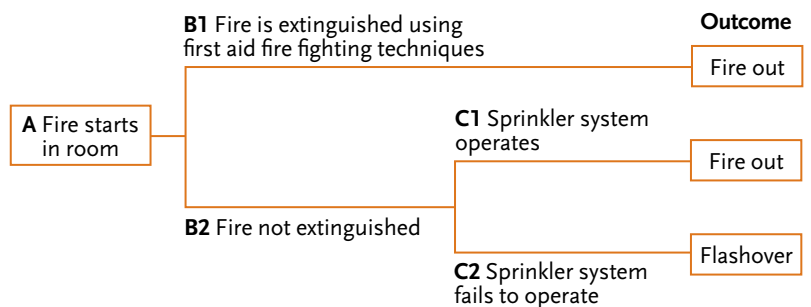 B1 Fire is extinguished using
first aid fire fighting techniques
Outcome
Fire out
A Fire starts
in room
C1 Sprinkler system
operates
Fire out
B2 Fire not extinguished
Flashover
C2 Sprinkler system
fails to operate